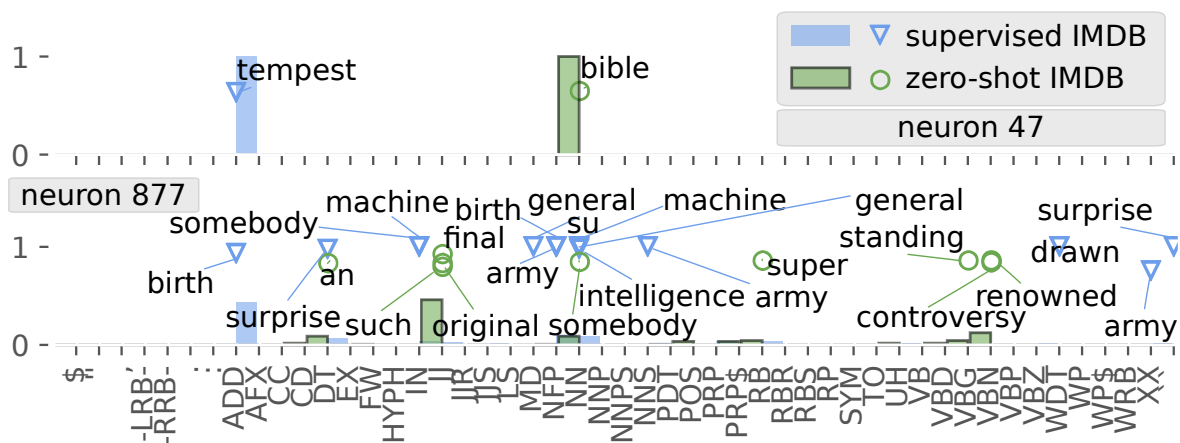 1
0
tempest
bible
supervised IMDB
zero-shot IMDB
neuron 47
neuron 877
1
0
somebody
machine
birth
general
machine
general
surprise
su
final
standing
drawn
birth
an
army
super
surprise
such
original
intelligence
somebody
army
controversy
renowned
army
$
''
,
-LRB-
-RRB-
.
:
ADD
AFX
CC
CD
DT
EX
FW
HYPH
IN
JJ
JJR
JJS
LS
MD
NFP
NN
NNP
NNPS
NNS
PDT
POS
PRP
PRP$
RB
RBR
RBS
RP
SYM
TO
UH
VB
VBD
VBG
VBN
VBP
VBZ
WDT
WP
WP$
WRB
XX